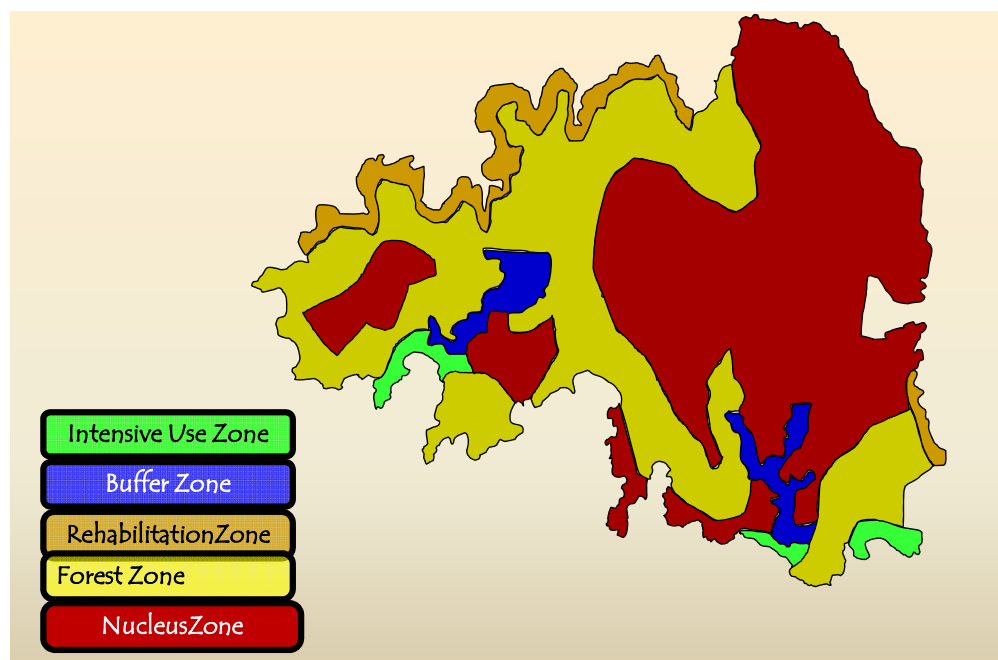 Intensive Use Zone
Buffer Zone
RehabilitationZone
Forest Zone
NucleusZone